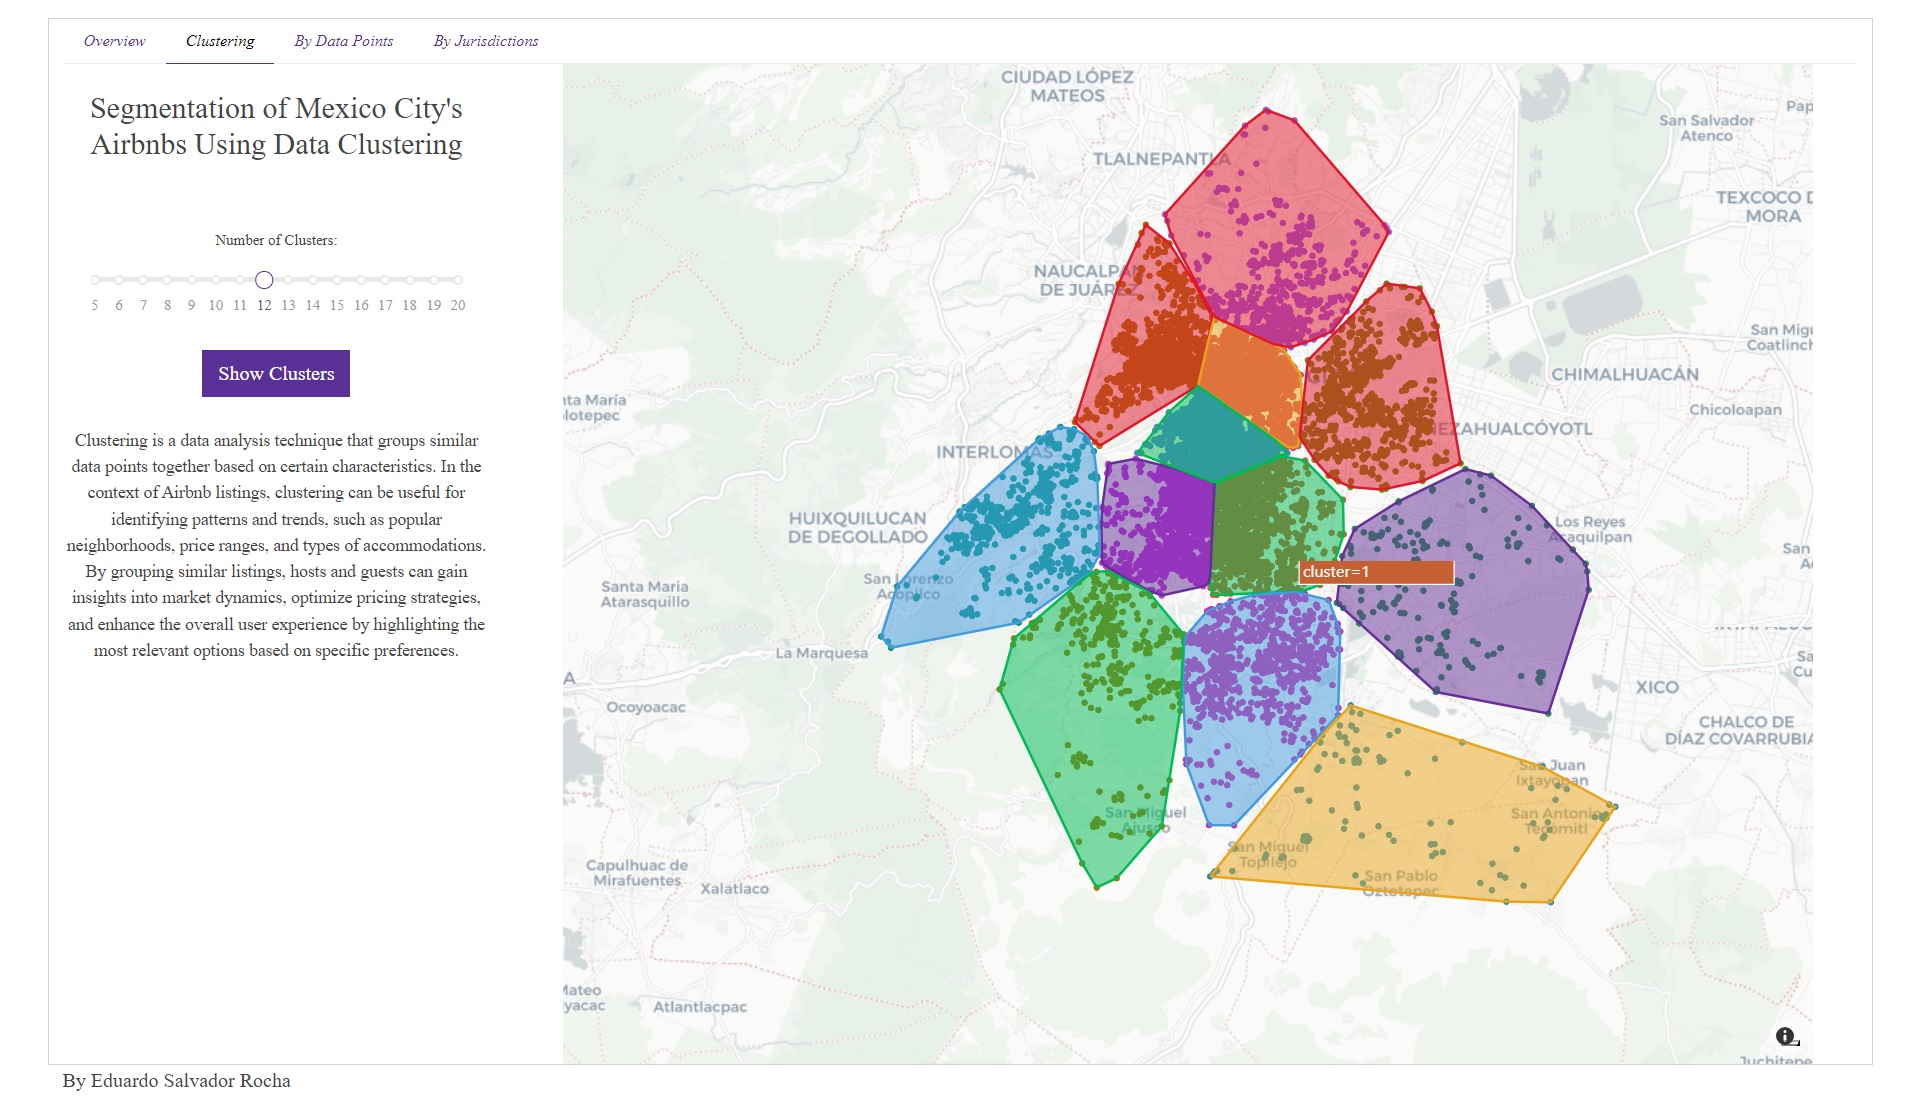 Overview
Clustering
By Data Points
By Jurisdictions
Segmentation of Mexico City's
Airbnbs Using Data Clustering
Number of Clusters:
5 6 7 8 9 10 11 12 13 14 15 16 17 18 19 20
Show Clusters
Clustering is a data analysis technique that groups similar
data points together based on certain characteristics. In the
context of Airbnb listings, clustering can be useful for
identifying patterns and trends, such as popular
neighborhoods, price ranges, and types of accommodations.
By grouping similar listings, hosts and guests can gain
insights into market dynamics, optimize pricing strategies,
and enhance the overall user experience by highlighting the
most relevant options based on specific preferences.
CIUDAD LÓPEZ
MATEOS
Pap
San Salvador
Atenco
TLALNEPANTLA
TEXCOCO D
MORA
NAUCALPAN
DE JUÁREZ
San Migu
Coatlinch
CHIMALHUACÁN
nta María
olotepec
Chicoloapan
NEZAHUALCÓYOTL
INTERLOMAS
HUIXQUILUCAN
DE DEGOLLADO
Los Reyes
Acaquilpan
San
A
cluster=1
San Lorenzo
Acopilco
Santa Maria
Atarasquillo
La Marquesa
Sa
Cu
A
XICO
Ocoyoacac
CHALCO DE
DÍAZ COVARRUBIA
San Juan
Ixtayopan
San Miguel
Ajusco
San Antonio
Tecomitl
San Miguel
Topilejo
Capulhuac de
Mirafuentes
Xalatlaco
San Pablo
Oztotepec
Mateo
yacac
Atlantlacpac
Juchitepe
By Eduardo Salvador Rocha